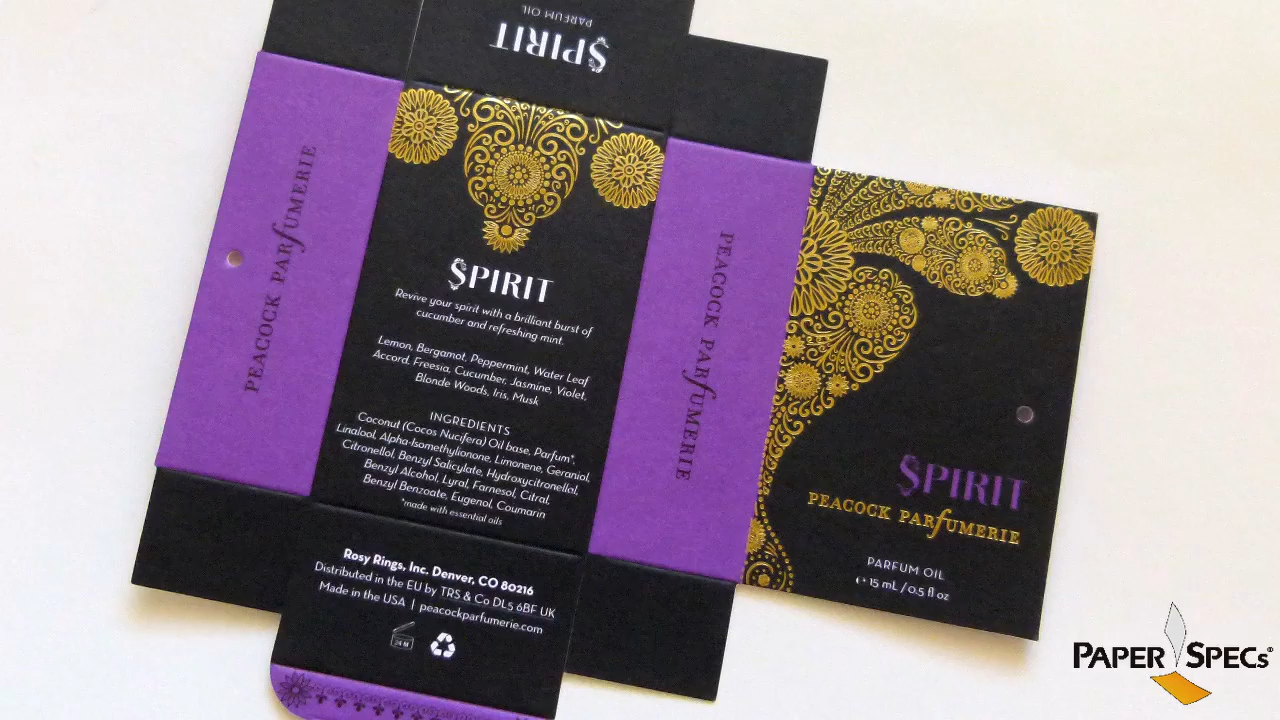 SPIRIT
PARFUM OIL
PEACOCK PARfUMERIE
SPIRIT
Revive your spirit with a brilliant burst of
cucumber and refreshing mint.
Lemon, Bergamot, Peppermint, Water Leaf
Accord, Freesia, Cucumber, Jasmine, Violet,
Blonde Woods, Iris, Musk
INGREDIENTS
Coconut (Cocos Nucifera) Oil base, Parfum*,
Linalool, Alpha-Isomethylionone, Limonene, Geraniol,
Citronellol, Benzyl Salicylate, Hydroxycitronellal,
Benzyl Alcohol, Lyral, Farnesol, Citral,
Benzyl Benzoate, Eugenol, Coumarin
*made with essential oils
Rosy Rings, Inc. Denver, CO 80216
Distributed in the EU by TRS & Co DL5 6BF UK
Made in the USA | peacockparfumerie.com
24 M
PEACOCK PARfUMERIE
SPIRIT
PEACOCK PARfUMERIE
PARFUM OIL
e 15 mL / 0.5 fl oz
PAPER SPECS®